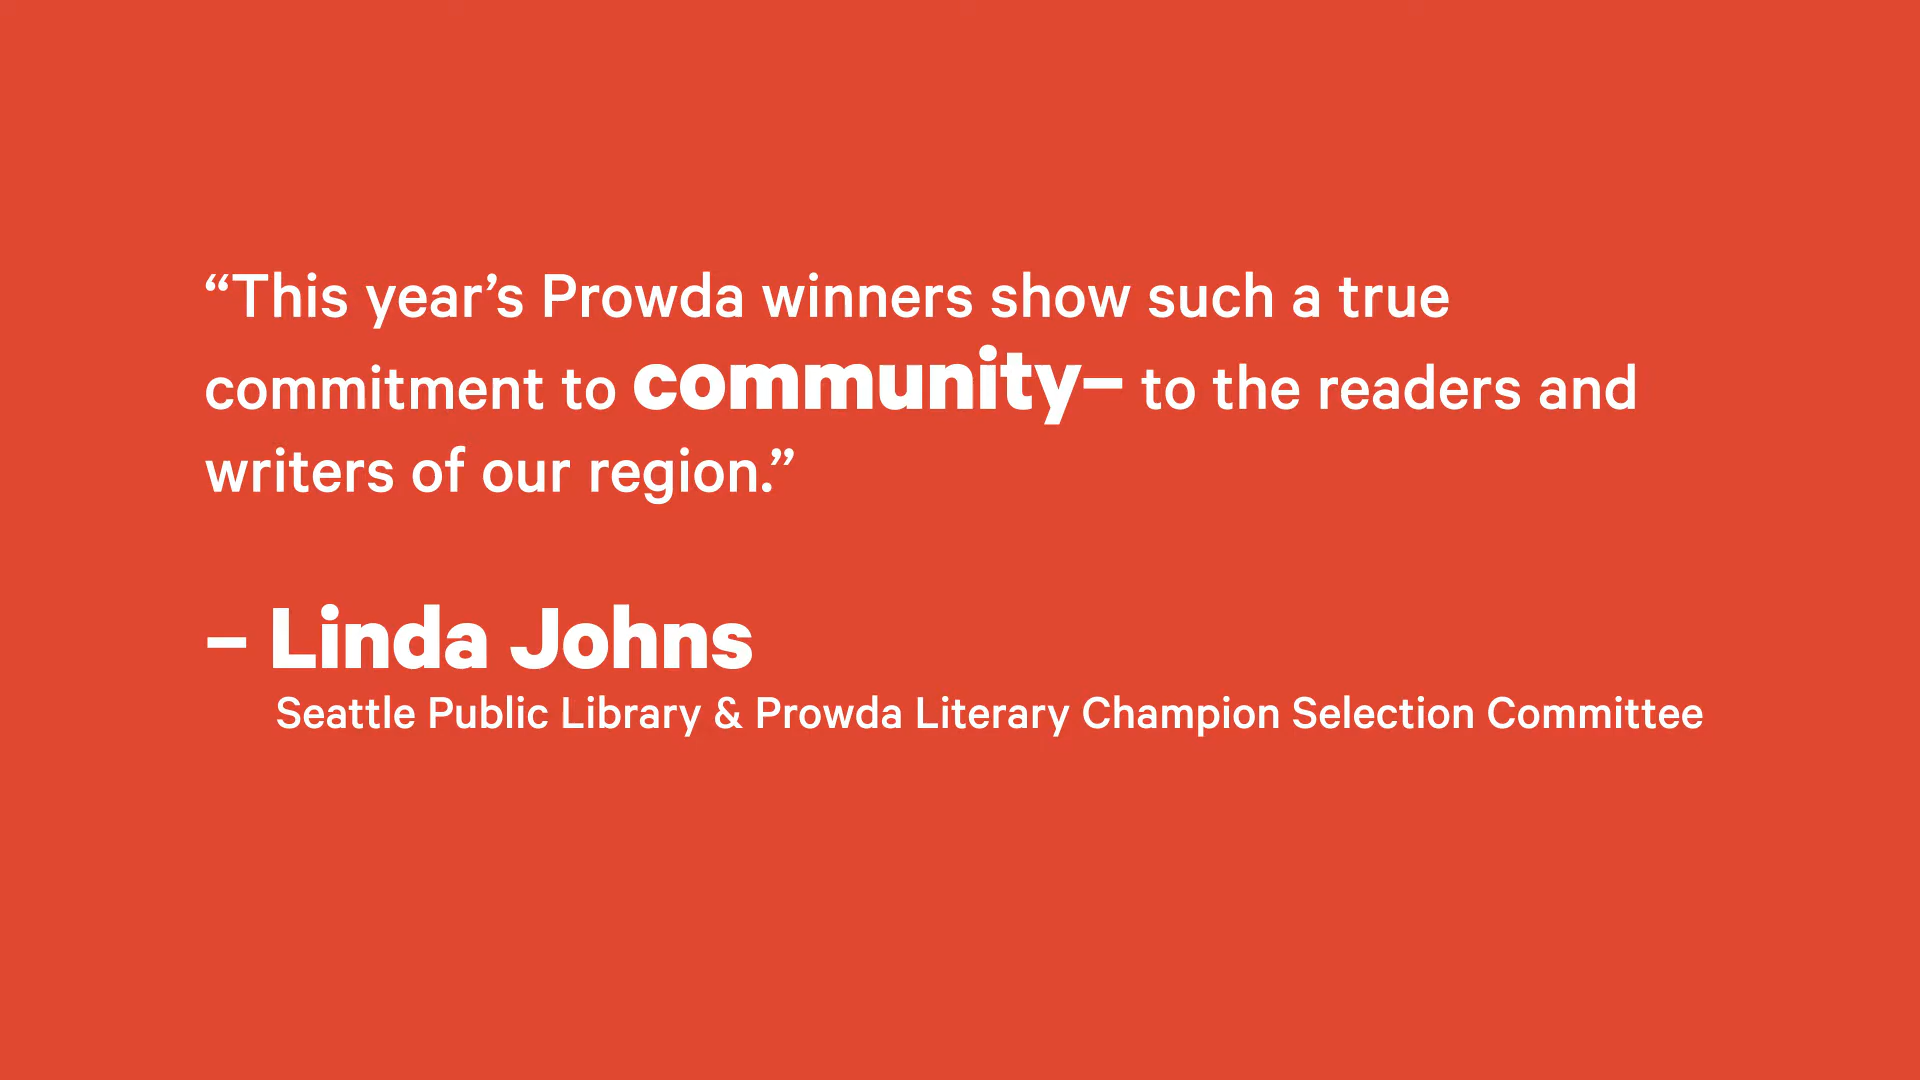 “This year’s Prowda winners show such a true
commitment to community– to the readers and
writers of our region.”
– Linda Johns
Seattle Public Library & Prowda Literary Champion Selection Committee